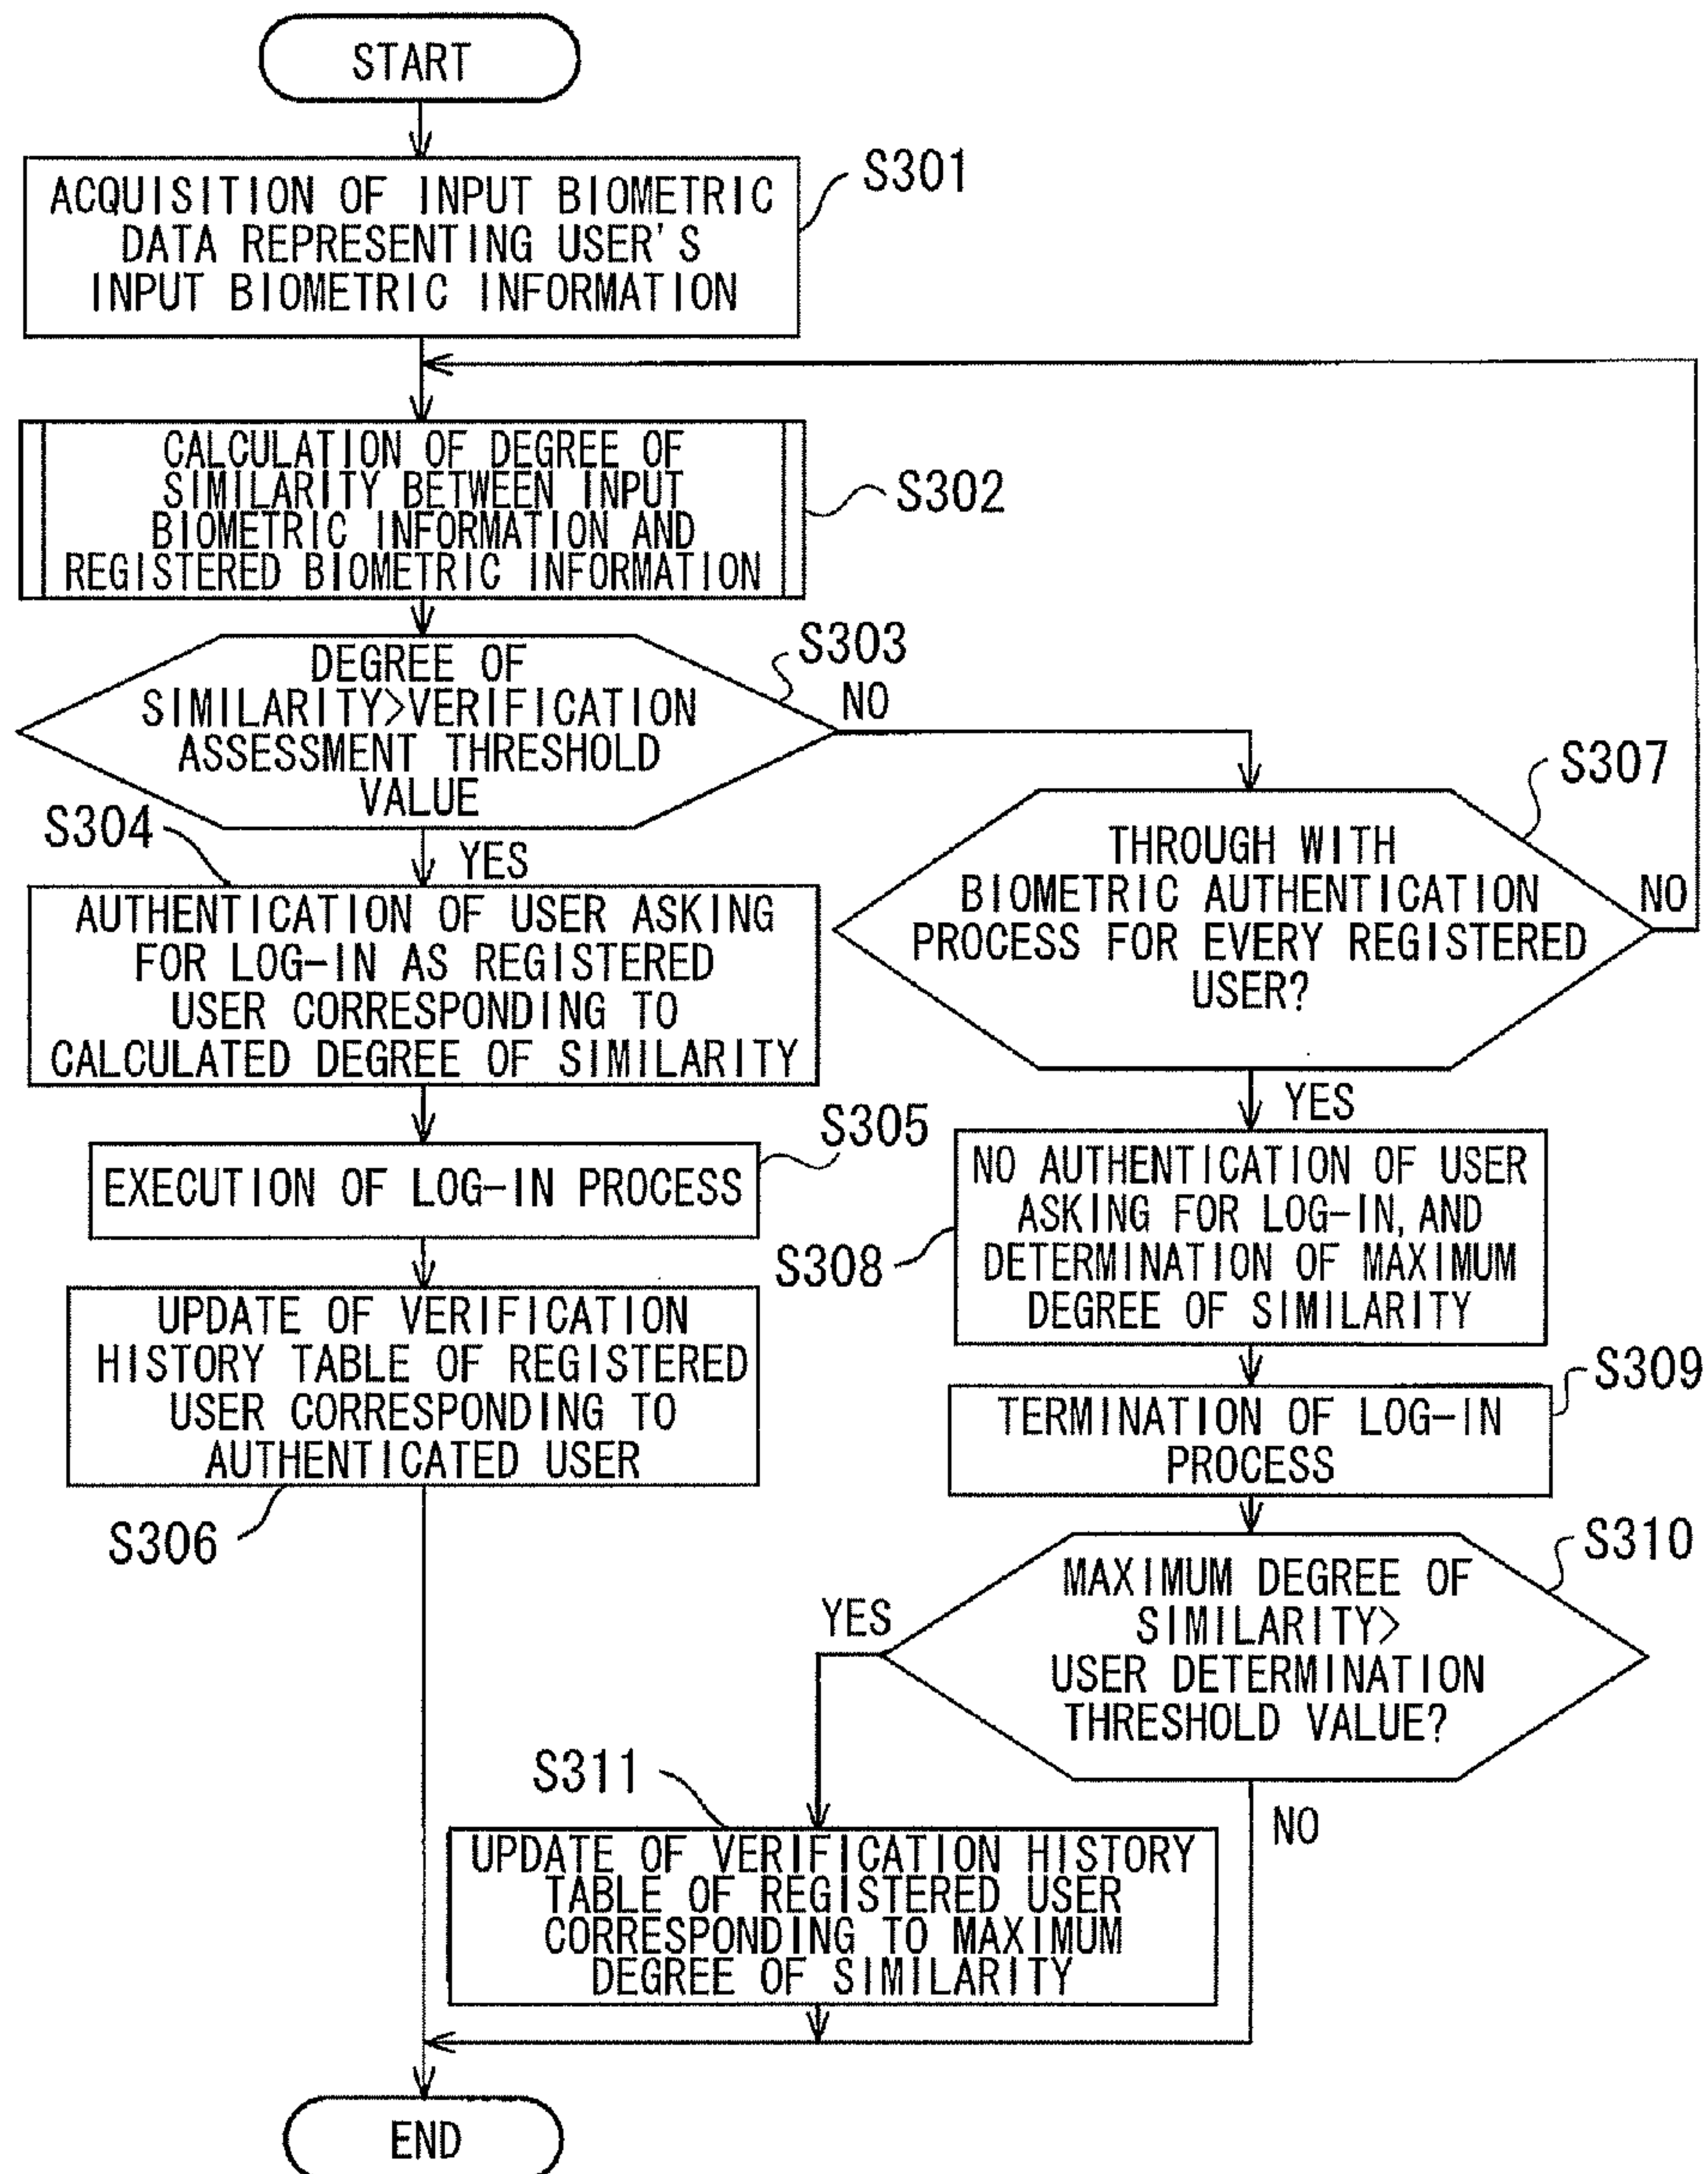 START
ACQUISITION OF INPUT BIOMETRIC
DATA REPRESENTING USER'S
INPUT BIOMETRIC INFORMATION
S301
CALCULATION OF DEGREE OF
SIMILARITY BETWEEN INPUT
BIOMETRIC INFORMATION AND
REGISTERED BIOMETRIC INFORMATION
S302
DEGREE OF
SIMILARITY>VERIFICATION
ASSESSMENT THRESHOLD
VALUE
S303
NO
YES
S304
AUTHENTICATION OF USER ASKING
FOR LOG-IN AS REGISTERED
USER CORRESPONDING TO
CALCULATED DEGREE OF SIMILARITY
S305
EXECUTION OF LOG-IN PROCESS
UPDATE OF VERIFICATION
HISTORY TABLE OF REGISTERED
USER CORRESPONDING TO
AUTHENTICATED USER
S306
S307
THROUGH WITH
BIOMETRIC AUTHENTICATION
PROCESS FOR EVERY REGISTERED
USER?
NO
YES
NO AUTHENTICATION OF USER
ASKING FOR LOG-IN, AND
DETERMINATION OF MAXIMUM
DEGREE OF SIMILARITY
S308
S309
TERMINATION OF LOG-IN
PROCESS
S310
MAXIMUM DEGREE OF
SIMILARITY>
USER DETERMINATION
THRESHOLD VALUE?
YES
NO
S311
UPDATE OF VERIFICATION HISTORY
TABLE OF REGISTERED USER
CORRESPONDING TO MAXIMUM
DEGREE OF SIMILARITY
END